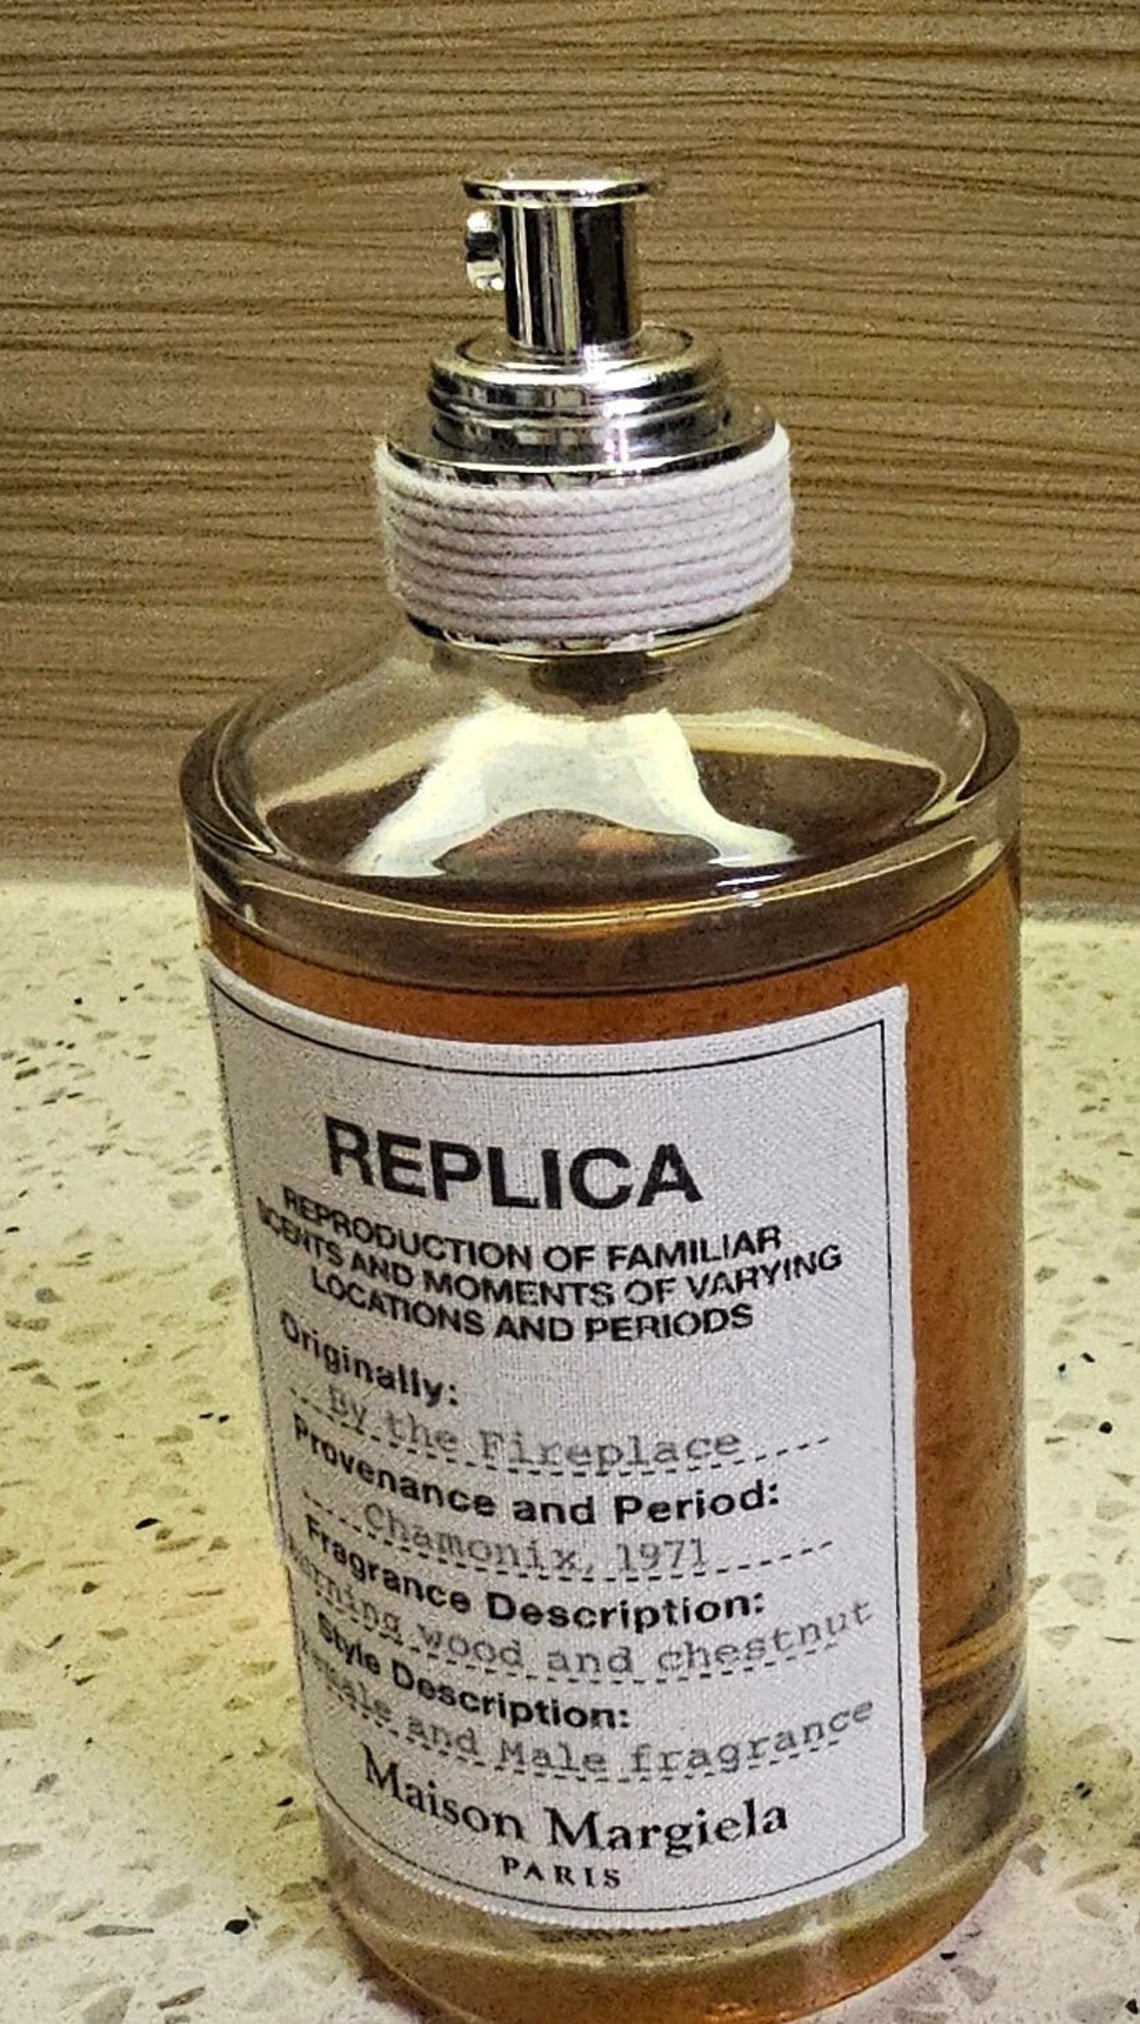 REPLICA
REPRODUCTION OF FAMILIAR
SCENTS AND MOMENTS OF VARYING
LOCATIONS AND PERIODS
Originally:
By the Fireplace
Provenance and Period:
Chamonix, 1971
Fragrance Description:
wood and chestnut
Style Description:
and Male fragrance
Maison Margiela
PARIS